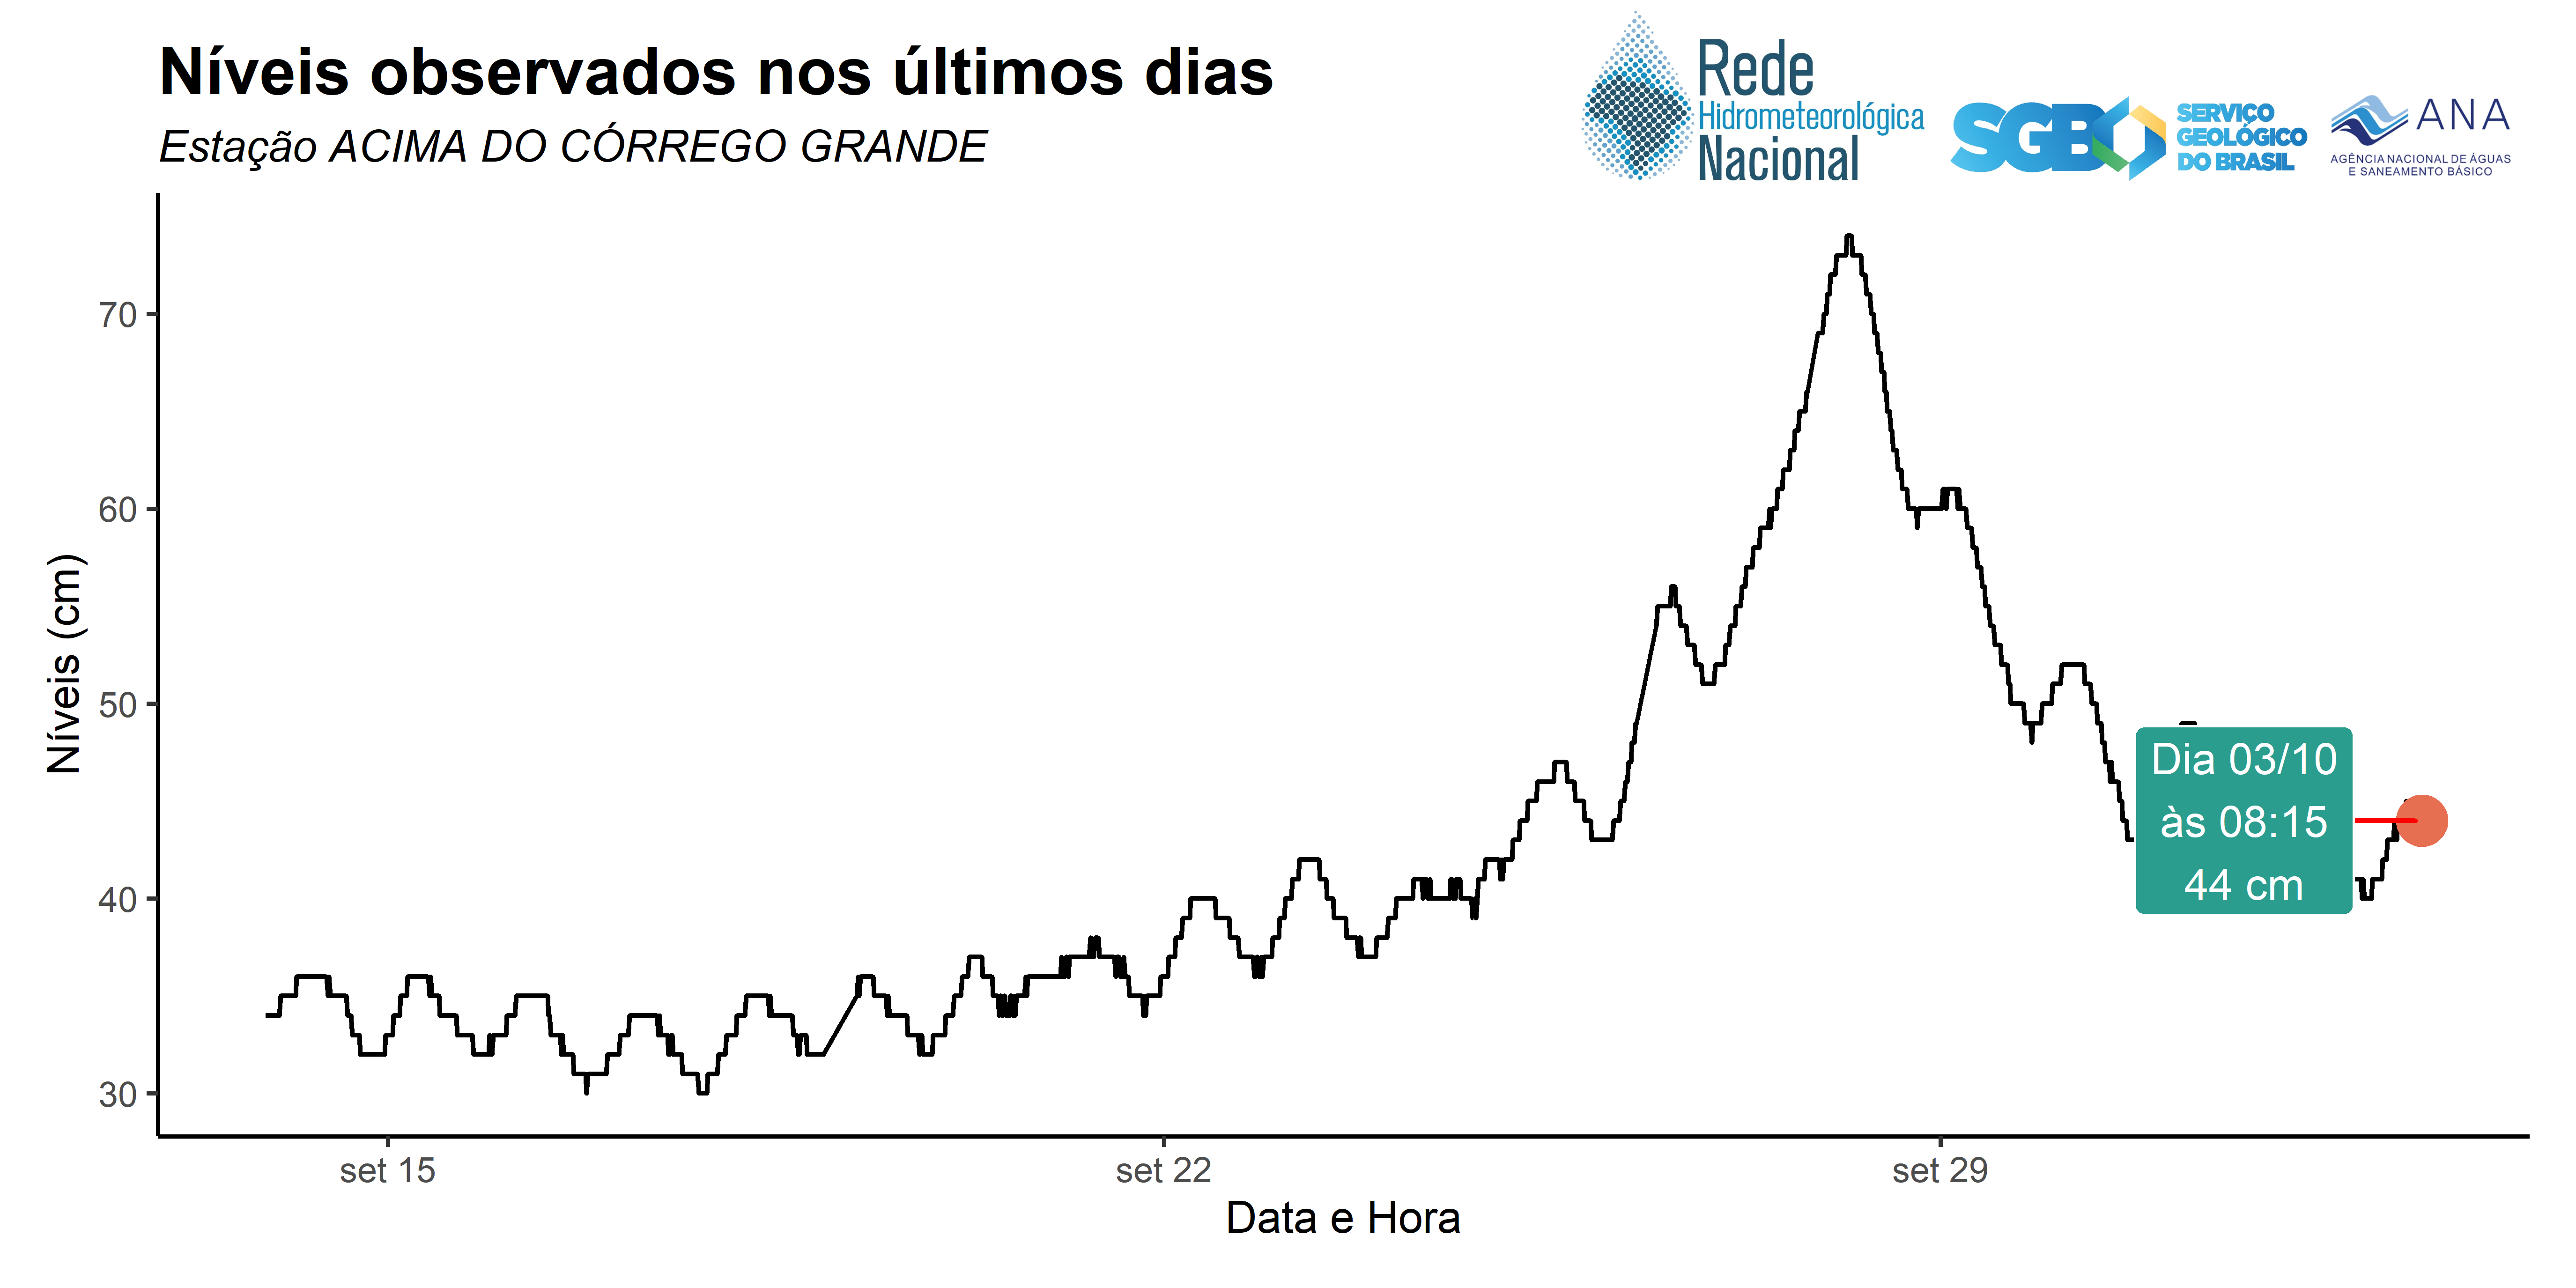 Níveis observados nos últimos dias
Estação ACIMA DO CÓRREGO GRANDE
Rede
Hidrometeorológica
Nacional
SGB
SERVIÇO
GEOLÓGICO
DO BRASIL
ANA
AGÊNCIA NACIONAL DE ÁGUAS
E SANEAMENTO BÁSICO
Níveis (cm)
70
60
50
40
30
Dia 03/10
às 08:15
44 cm
set 15
set 22
set 29
Data e Hora